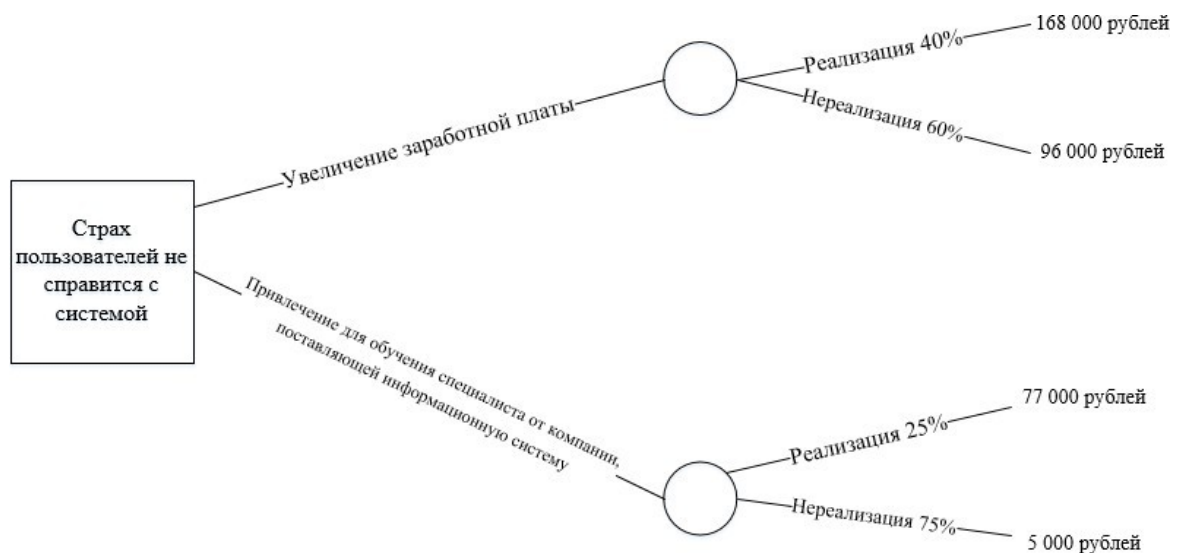 168 000 рублей
Реализация 40%
Нереализация 60%
96 000 рублей
Увеличение заработной платы
Страх
пользователей не
справится с
системой
Привлечение для обучения специалиста от компании,
поставляющей информационную систему
77 000 рублей
Реализация 25%
Нереализация 75%
5 000 рублей